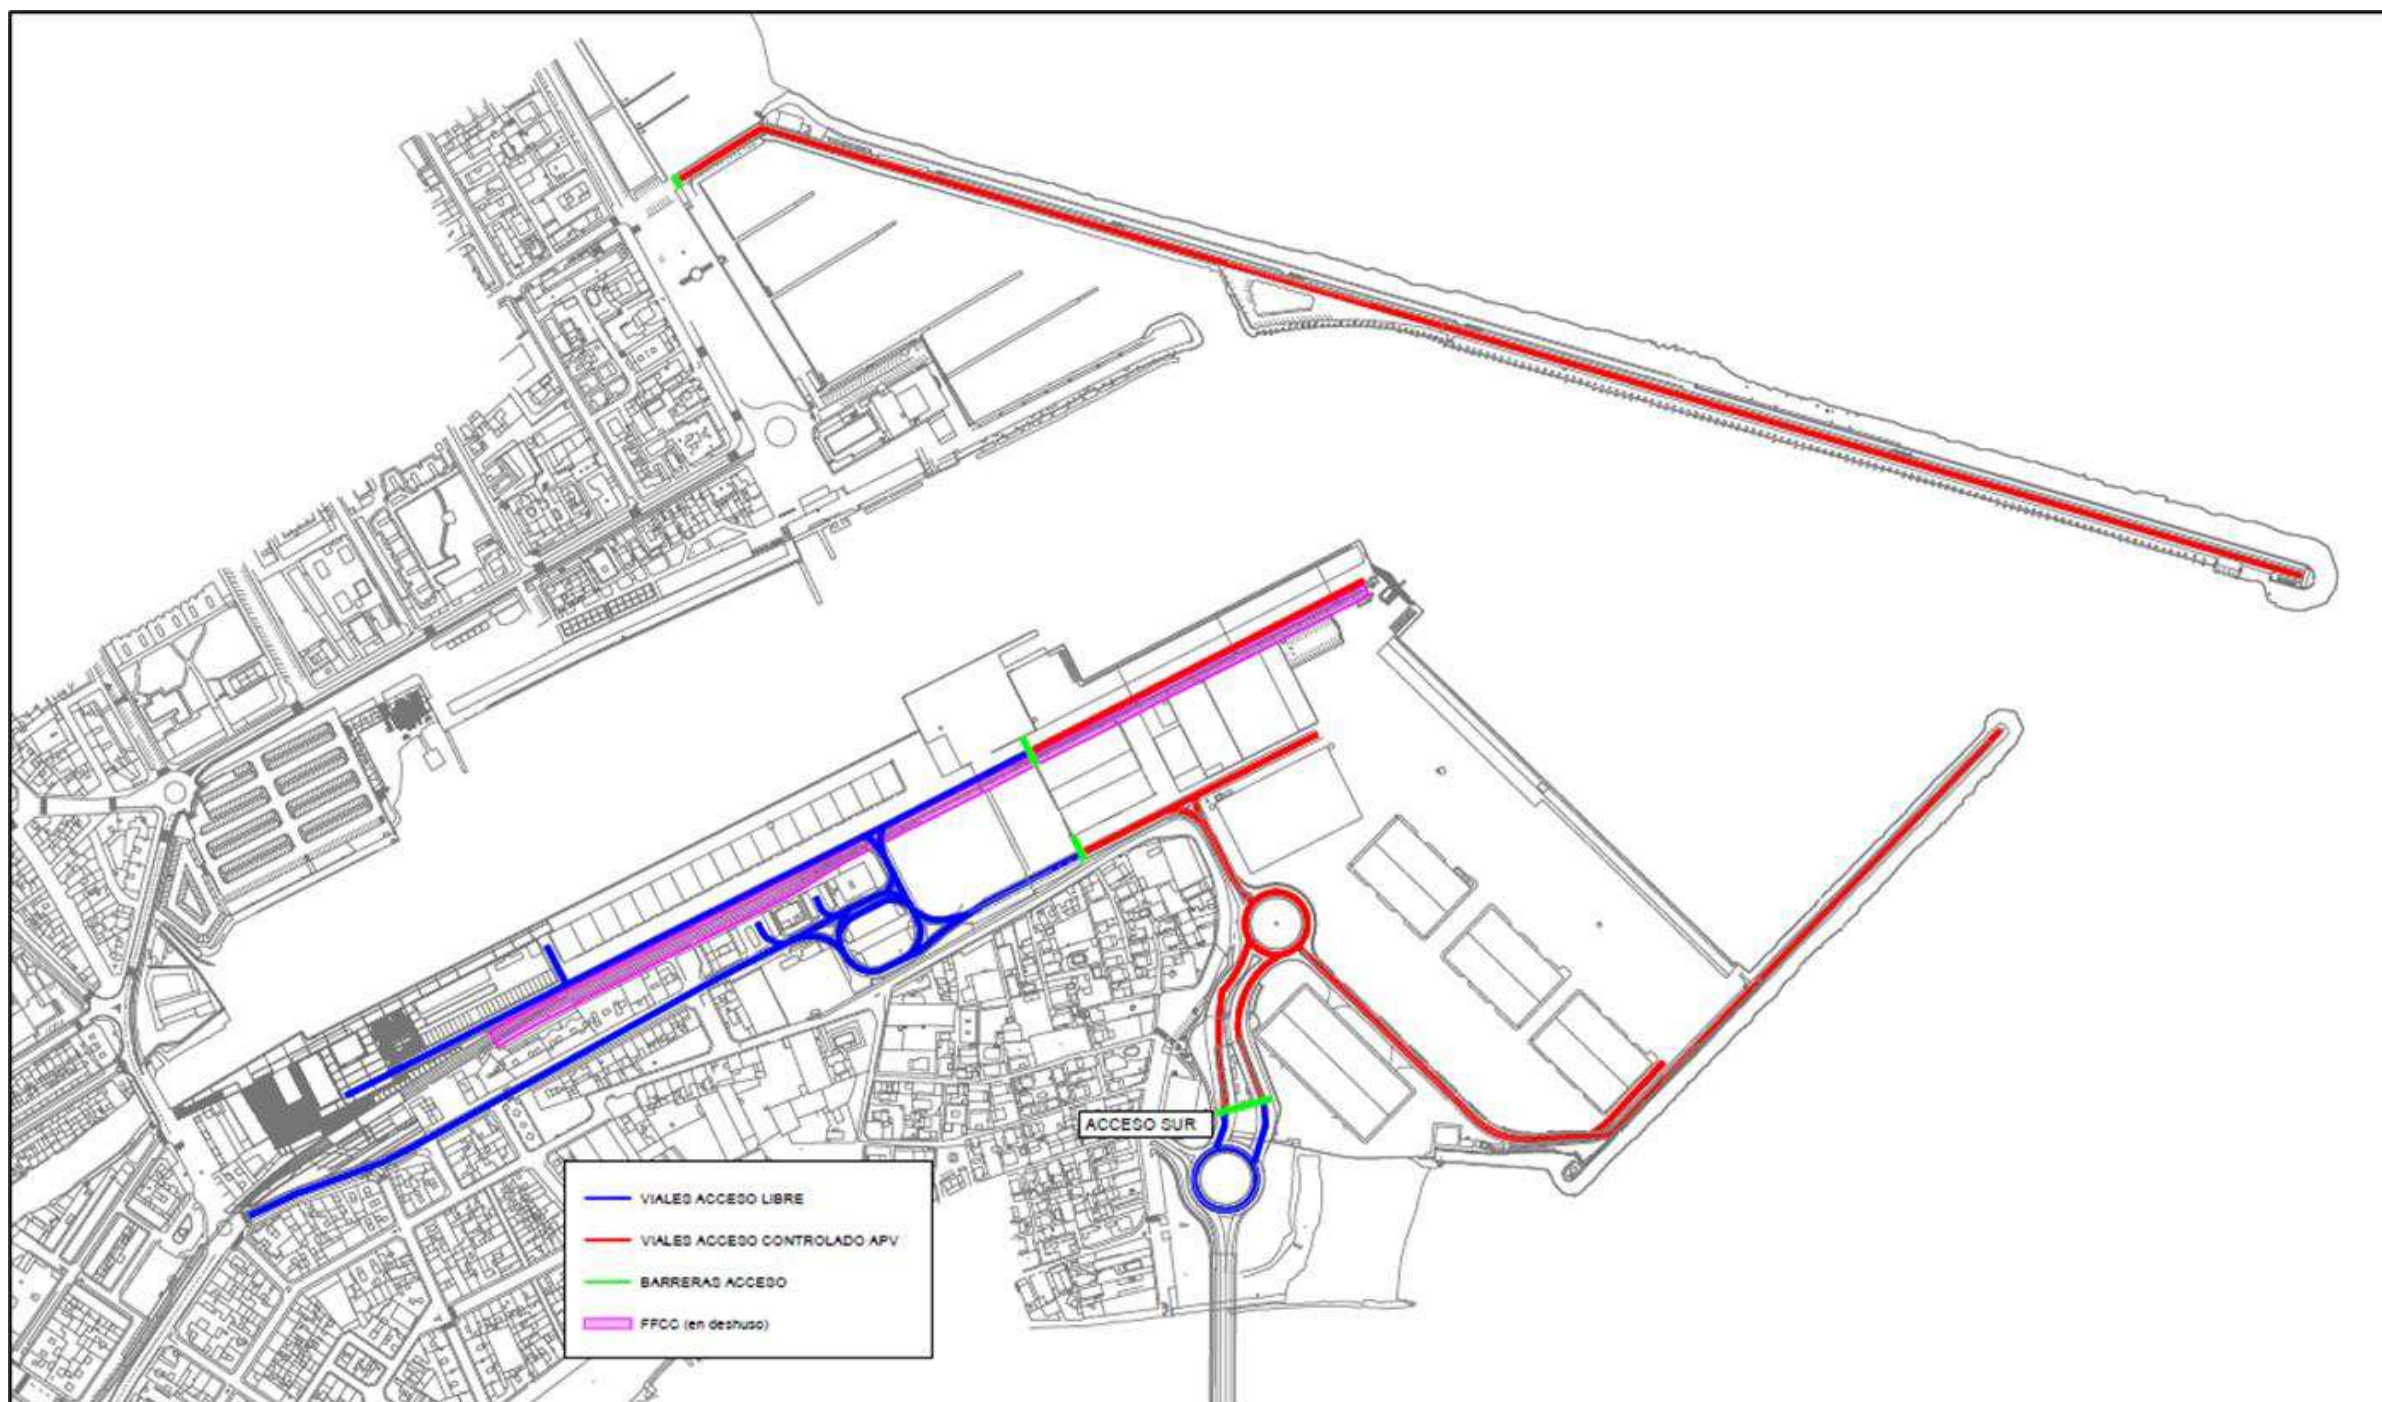 ACCESO SUR
VIALES ACCESO LIBRE
VIALES ACCESO CONTROLADO APV
BARRERAS ACCESO
FFCC (en deshuso)